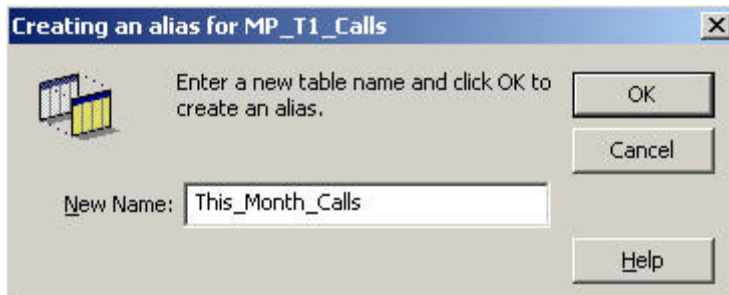 Creating an alias for MP_T1_Calls
Enter a new table name and click OK to
create an alias.
OK
Cancel
New Name: This_Month_Calls
Help